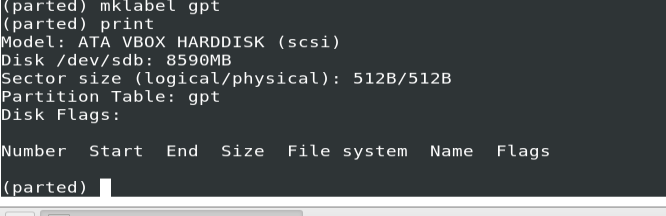 (parted) mklabel gpt
(parted) print
Model: ATA VBOX HARDDISK (scsi)
Disk /dev/sdb: 8590MB
Sector size (logical/physical): 512B/512B
Partition Table: gpt
Disk Flags:
Number  Start  End  Size  File system  Name  Flags
(parted)